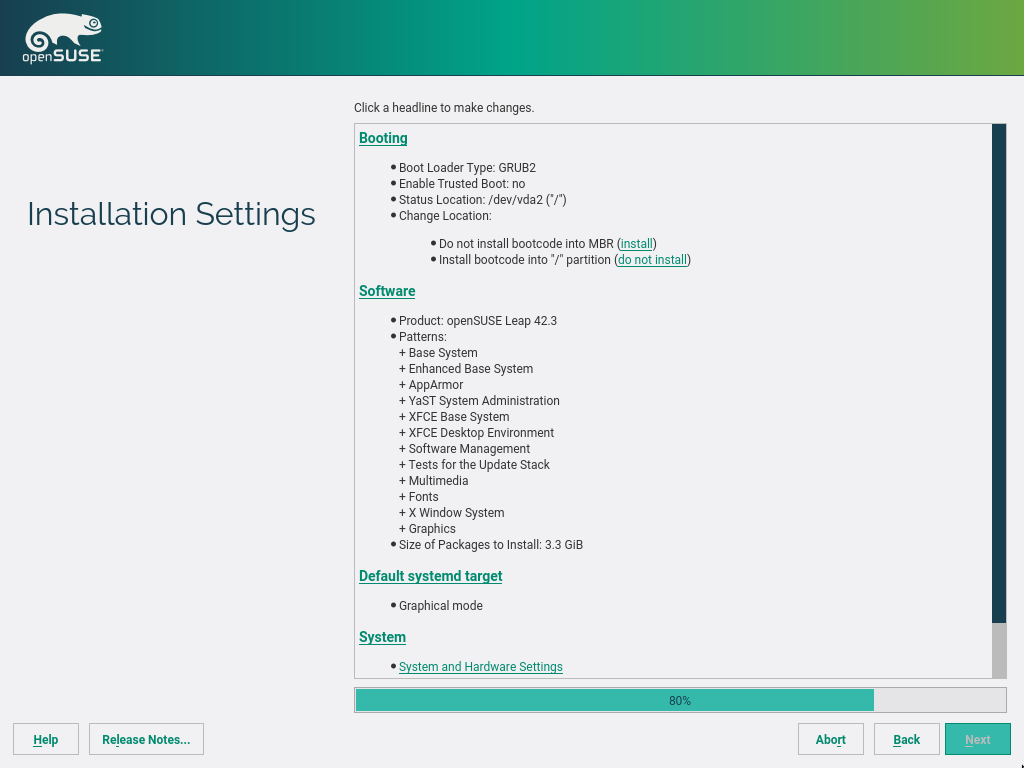 openSUSE
Click a headline to make changes.
Installation Settings
Booting
Boot Loader Type: GRUB2
Enable Trusted Boot: no
Status Location: /dev/vda2 ("/")
Change Location:
Do not install bootcode into MBR (install)
Install bootcode into "/" partition (do not install)
Software
Product: openSUSE Leap 42.3
Patterns:
+ Base System
+ Enhanced Base System
+ AppArmor
+ YaST System Administration
+ XFCE Base System
+ XFCE Desktop Environment
+ Software Management
+ Tests for the Update Stack
+ Multimedia
+ Fonts
+ X Window System
+ Graphics
Size of Packages to Install: 3.3 GiB
Default systemd target
Graphical mode
System
System and Hardware Settings
80%
Help Release Notes... Abort Back Next